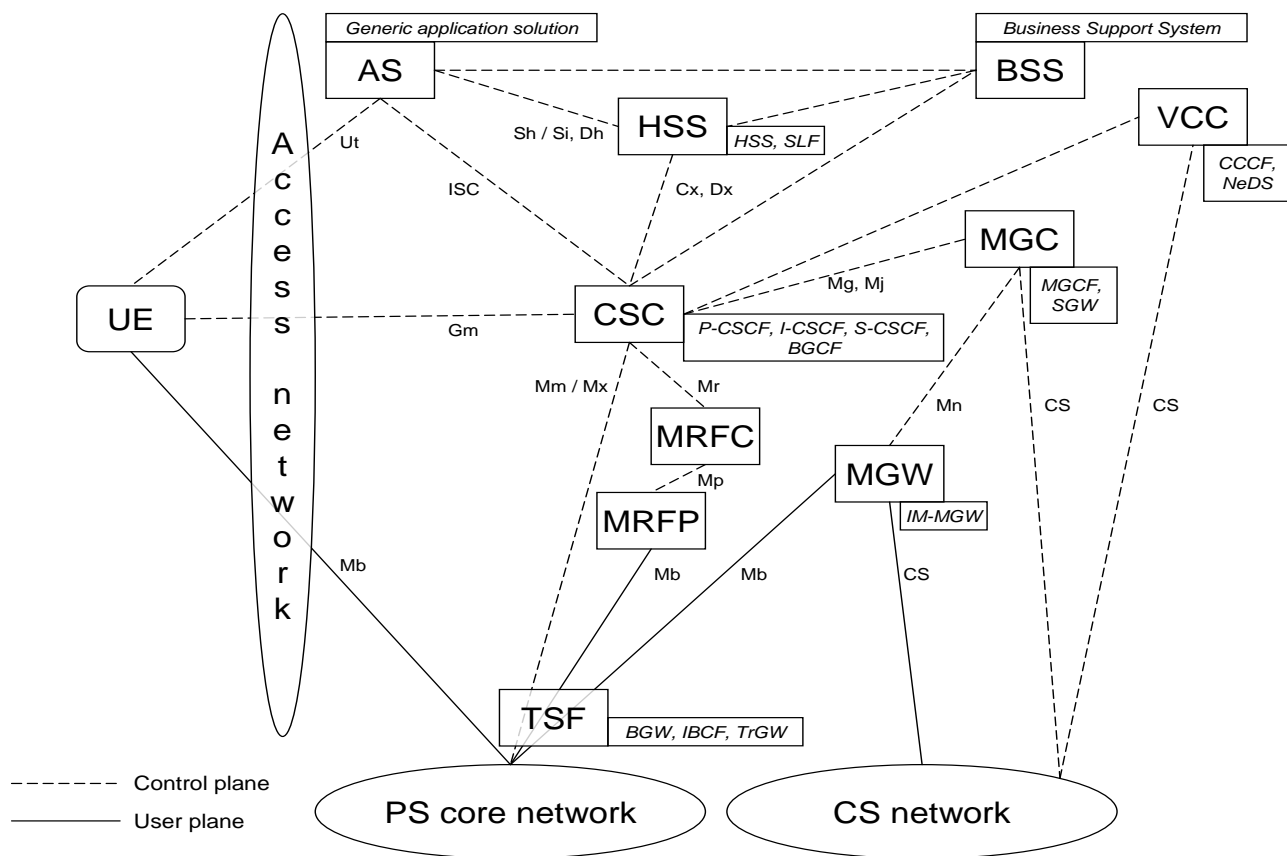 Generic application solution
AS
Business Support System
BSS
HSS
HSS, SLF
VCC
CCCF,
NeDS
Sh / Si, Dh
Ut
ISC
Cx, Dx
MGC
MGCF,
SGW
Mg, Mj
Access network
UE
Gm
CSC
P-CSCF, I-CSCF, S-CSCF,
BGCF
Mm / Mx
Mr
Mn
CS
CS
MRFC
Mp
MGW
IM-MGW
MRFP
Mb
Mb
Mb
CS
TSF
BGW, IBCF, TrGW
Control plane
User plane
PS core network
CS network